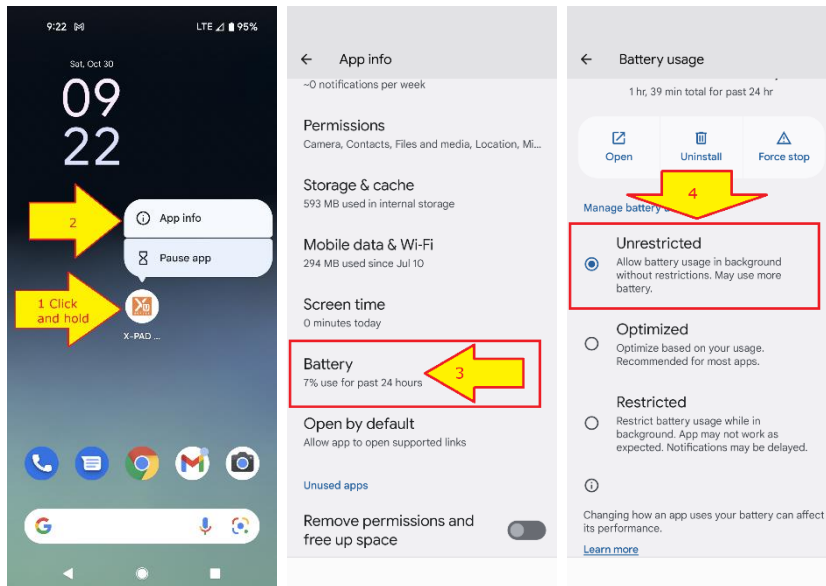 9:22
LTE 95%
Sat, Oct 30
09
22
2
App info
Pause app
1 Click
and hold
X-PAD ...
App info
~0 notifications per week
Permissions
Camera, Contacts, Files and media, Location, Mi...
Storage & cache
593 MB used in internal storage
Mobile data & Wi-Fi
294 MB used since Jul 10
Screen time
0 minutes today
Battery
7% use for past 24 hours
3
Open by default
Allow app to open supported links
Unused apps
Remove permissions and
free up space
Battery usage
1 hr, 39 min total for past 24 hr
Open
Uninstall
Force stop
4
Manage battery
Unrestricted
Allow battery usage in background
without restrictions. May use more
battery.
Optimized
Optimize based on your usage.
Recommended for most apps.
Restricted
Restrict battery usage while in
background. App may not work as
expected. Notifications may be delayed.
Changing how an app uses your battery can affect
its performance.
Learn more